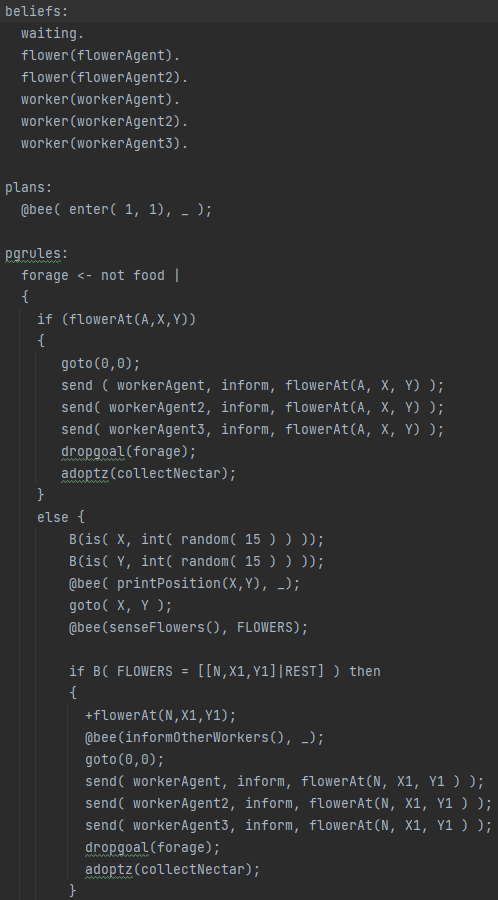 beliefs:
waiting.
flower(flowerAgent).
flower(flowerAgent2).
worker(workerAgent).
worker(workerAgent2).
worker(workerAgent3).
plans:
@bee( enter( 1, 1), _ );
pgrules:
forage <- not food |
{
if (flowerAt(A,X,Y))
{
goto(0,0);
send ( workerAgent, inform, flowerAt(A, X, Y) );
send( workerAgent2, inform, flowerAt(A, X, Y) );
send( workerAgent3, inform, flowerAt(A, X, Y) );
dropgoal(forage);
adoptz(collectNectar);
}
else {
B(is( X, int( random( 15 ) ) ));
B(is( Y, int( random( 15 ) ) ));
@bee( printPosition(X,Y), _);
goto( X, Y );
@bee(senseFlowers(), FLOWERS);
if B( FLOWERS = [[N,X1,Y1]|REST] ) then
{
+flowerAt(N,X1,Y1);
@bee(informOtherWorkers(), _);
goto(0,0);
send( workerAgent, inform, flowerAt(N, X1, Y1 ) );
send( workerAgent2, inform, flowerAt(N, X1, Y1 ) );
send( workerAgent3, inform, flowerAt(N, X1, Y1 ) );
dropgoal(forage);
adoptz(collectNectar);
}